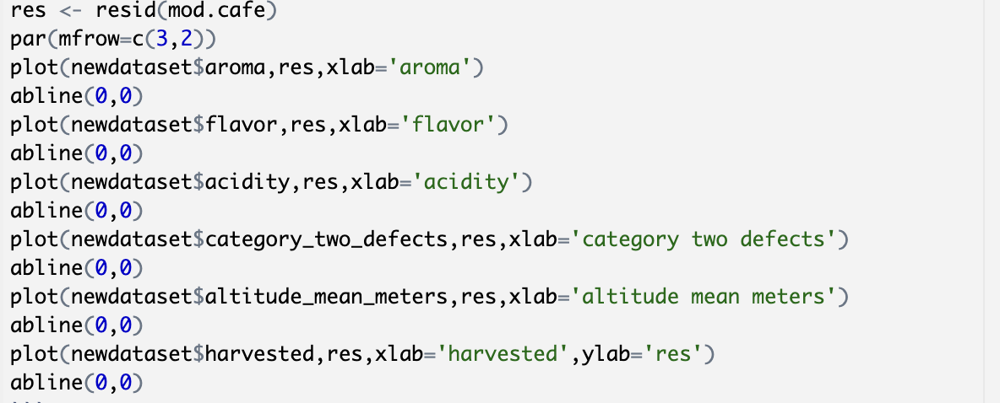 res <- resid(mod.cafe)
par(mfrow=c(3,2))
plot(newdataset$aroma,res,xlab='aroma')
abline(0,0)
plot(newdataset$flavor,res,xlab='flavor')
abline(0,0)
plot(newdataset$acidity,res,xlab='acidity')
abline(0,0)
plot(newdataset$category_two_defects,res,xlab='category two defects')
abline(0,0)
plot(newdataset$altitude_mean_meters,res,xlab='altitude mean meters')
abline(0,0)
plot(newdataset$harvested,res,xlab='harvested',ylab='res')
abline(0,0)